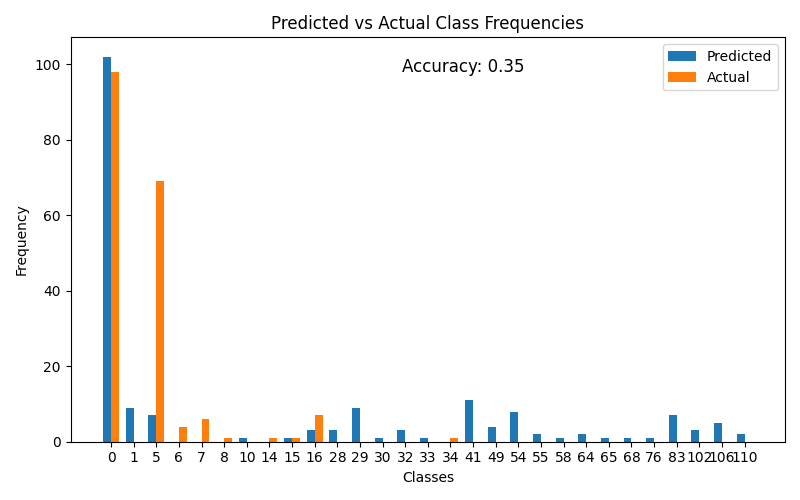 Predicted vs Actual Class Frequencies
Accuracy: 0.35
Predicted
Actual
Frequency
100
80
60
40
20
0
0 1 5 6 7 8 10 14 15 16 28 29 30 32 33 34 41 49 54 55 58 64 65 68 76 83 102 106 110
Classes